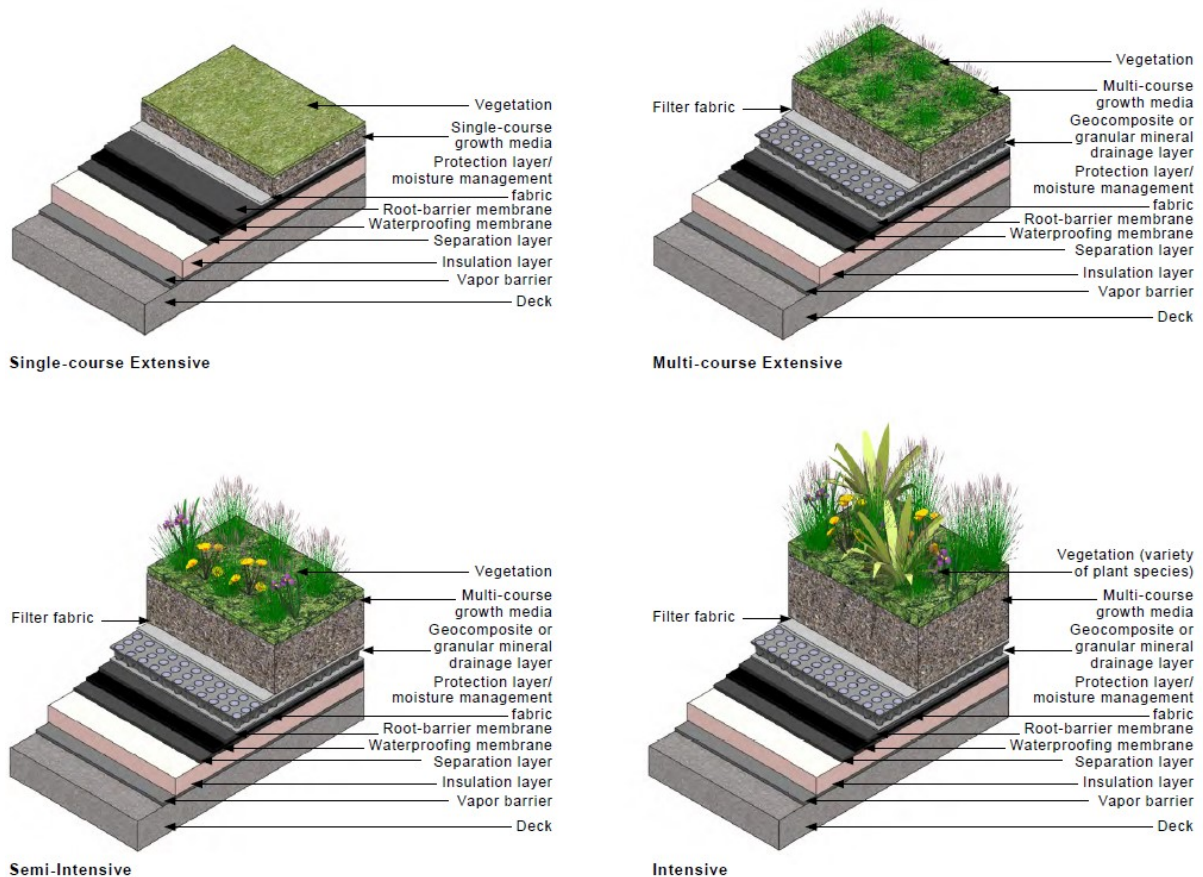 Vegetation
Single-course
growth media
Protection layer/
moisture management
fabric
Root-barrier membrane
Waterproofing membrane
Separation layer
Insulation layer
Vapor barrier
Deck
Single-course Extensive
Filter fabric
Vegetation
Multi-course
growth media
Geocomposite or
granular mineral
drainage layer
Protection layer/
moisture management
fabric
Root-barrier membrane
Waterproofing membrane
Separation layer
Insulation layer
Vapor barrier
Deck
Multi-course Extensive
Filter fabric
Vegetation
Multi-course
growth media
Geocomposite or
granular mineral
drainage layer
Protection layer/
moisture management
fabric
Root-barrier membrane
Waterproofing membrane
Separation layer
Insulation layer
Vapor barrier
Deck
Semi-Intensive
Filter fabric
Vegetation (variety
of plant species)
Multi-course
growth media
Geocomposite or
granular mineral
drainage layer
Protection layer/
moisture management
fabric
Root-barrier membrane
Waterproofing membrane
Separation layer
Insulation layer
Vapor barrier
Deck
Intensive